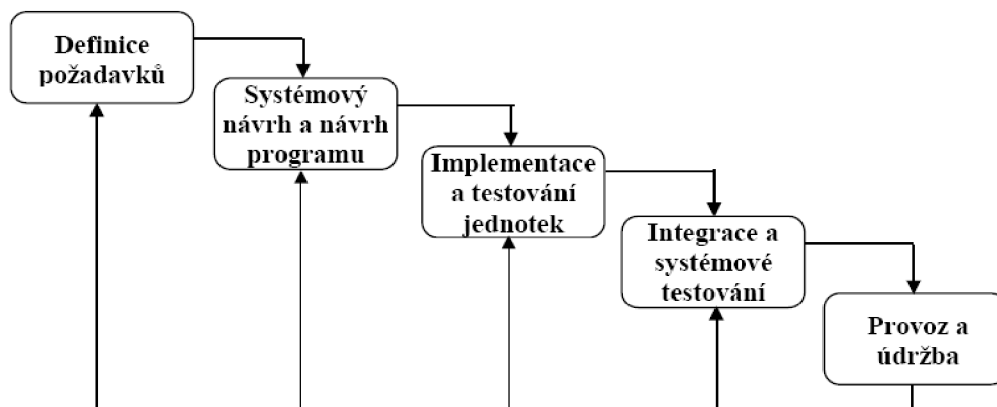 Definice
požadavků
Systémový
návrh a návrh
programu
Implementace
a testování
jednotek
Integrace a
systémové
testování
Provoz a
údržba